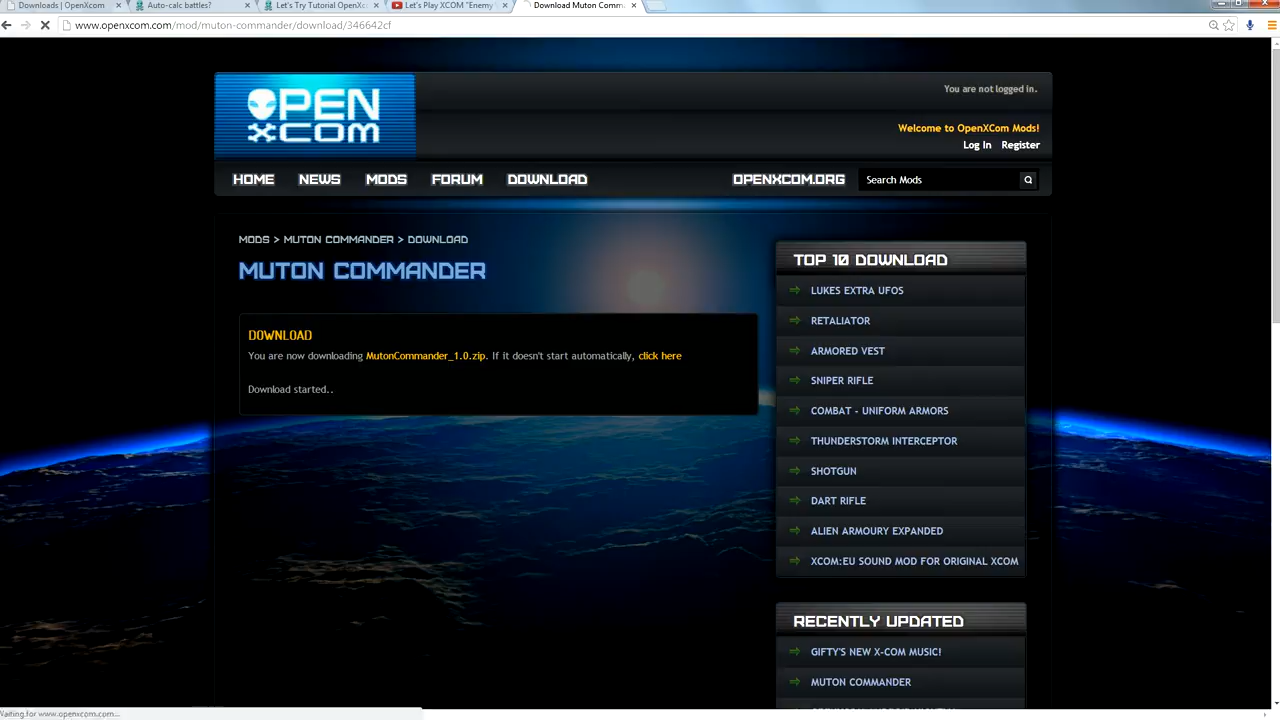 Downloads | OpenXcom
Auto-calc battles?
Let's Try Tutorial OpenXc
Let's Play XCOM "Enemy
Download Muton Comm
www.openxcom.com/mod/muton-commander/download/346642cf
OPEN
XCOM
You are not logged in.
Welcome to OpenXCom Mods!
Log In Register
HOME NEWS MODS FORUM DOWNLOAD OPENXCOM.ORG Search Mods
MODS > MUTON COMMANDER > DOWNLOAD
MUTON COMMANDER
DOWNLOAD
You are now downloading MutonCommander_1.0.zip. If it doesn't start automatically, click here
Download started..
TOP 10 DOWNLOAD
LUKES EXTRA UFOS
RETALIATOR
ARMORED VEST
SNIPER RIFLE
COMBAT - UNIFORM ARMORS
THUNDERSTORM INTERCEPTOR
SHOTGUN
DART RIFLE
ALIEN ARMOURY EXPANDED
XCOM:EU SOUND MOD FOR ORIGINAL XCOM
RECENTLY UPDATED
GIFTY'S NEW X-COM MUSIC!
MUTON COMMANDER
Waiting for www.openxcom.com...